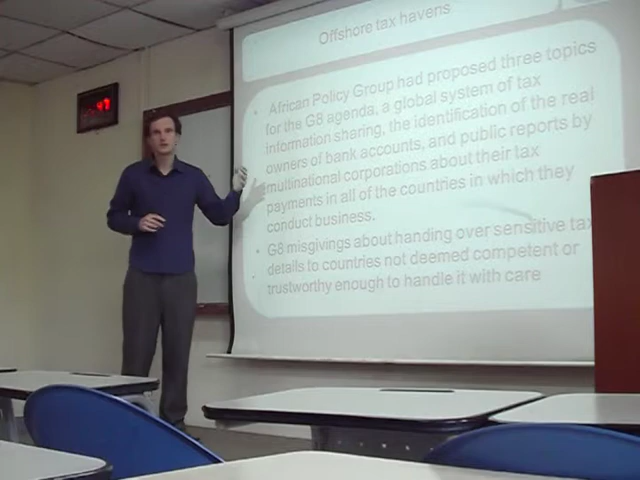 Offshore tax havens
• African Policy Group had proposed three topics
for the G8 agenda, a global system of tax
information sharing, the identification of the real
owners of bank accounts, and public reports by
multinational corporations about their tax
payments in all of the countries in which they
conduct business.
• G8 misgivings about handing over sensitive tax
details to countries not deemed competent or
trustworthy enough to handle it with care